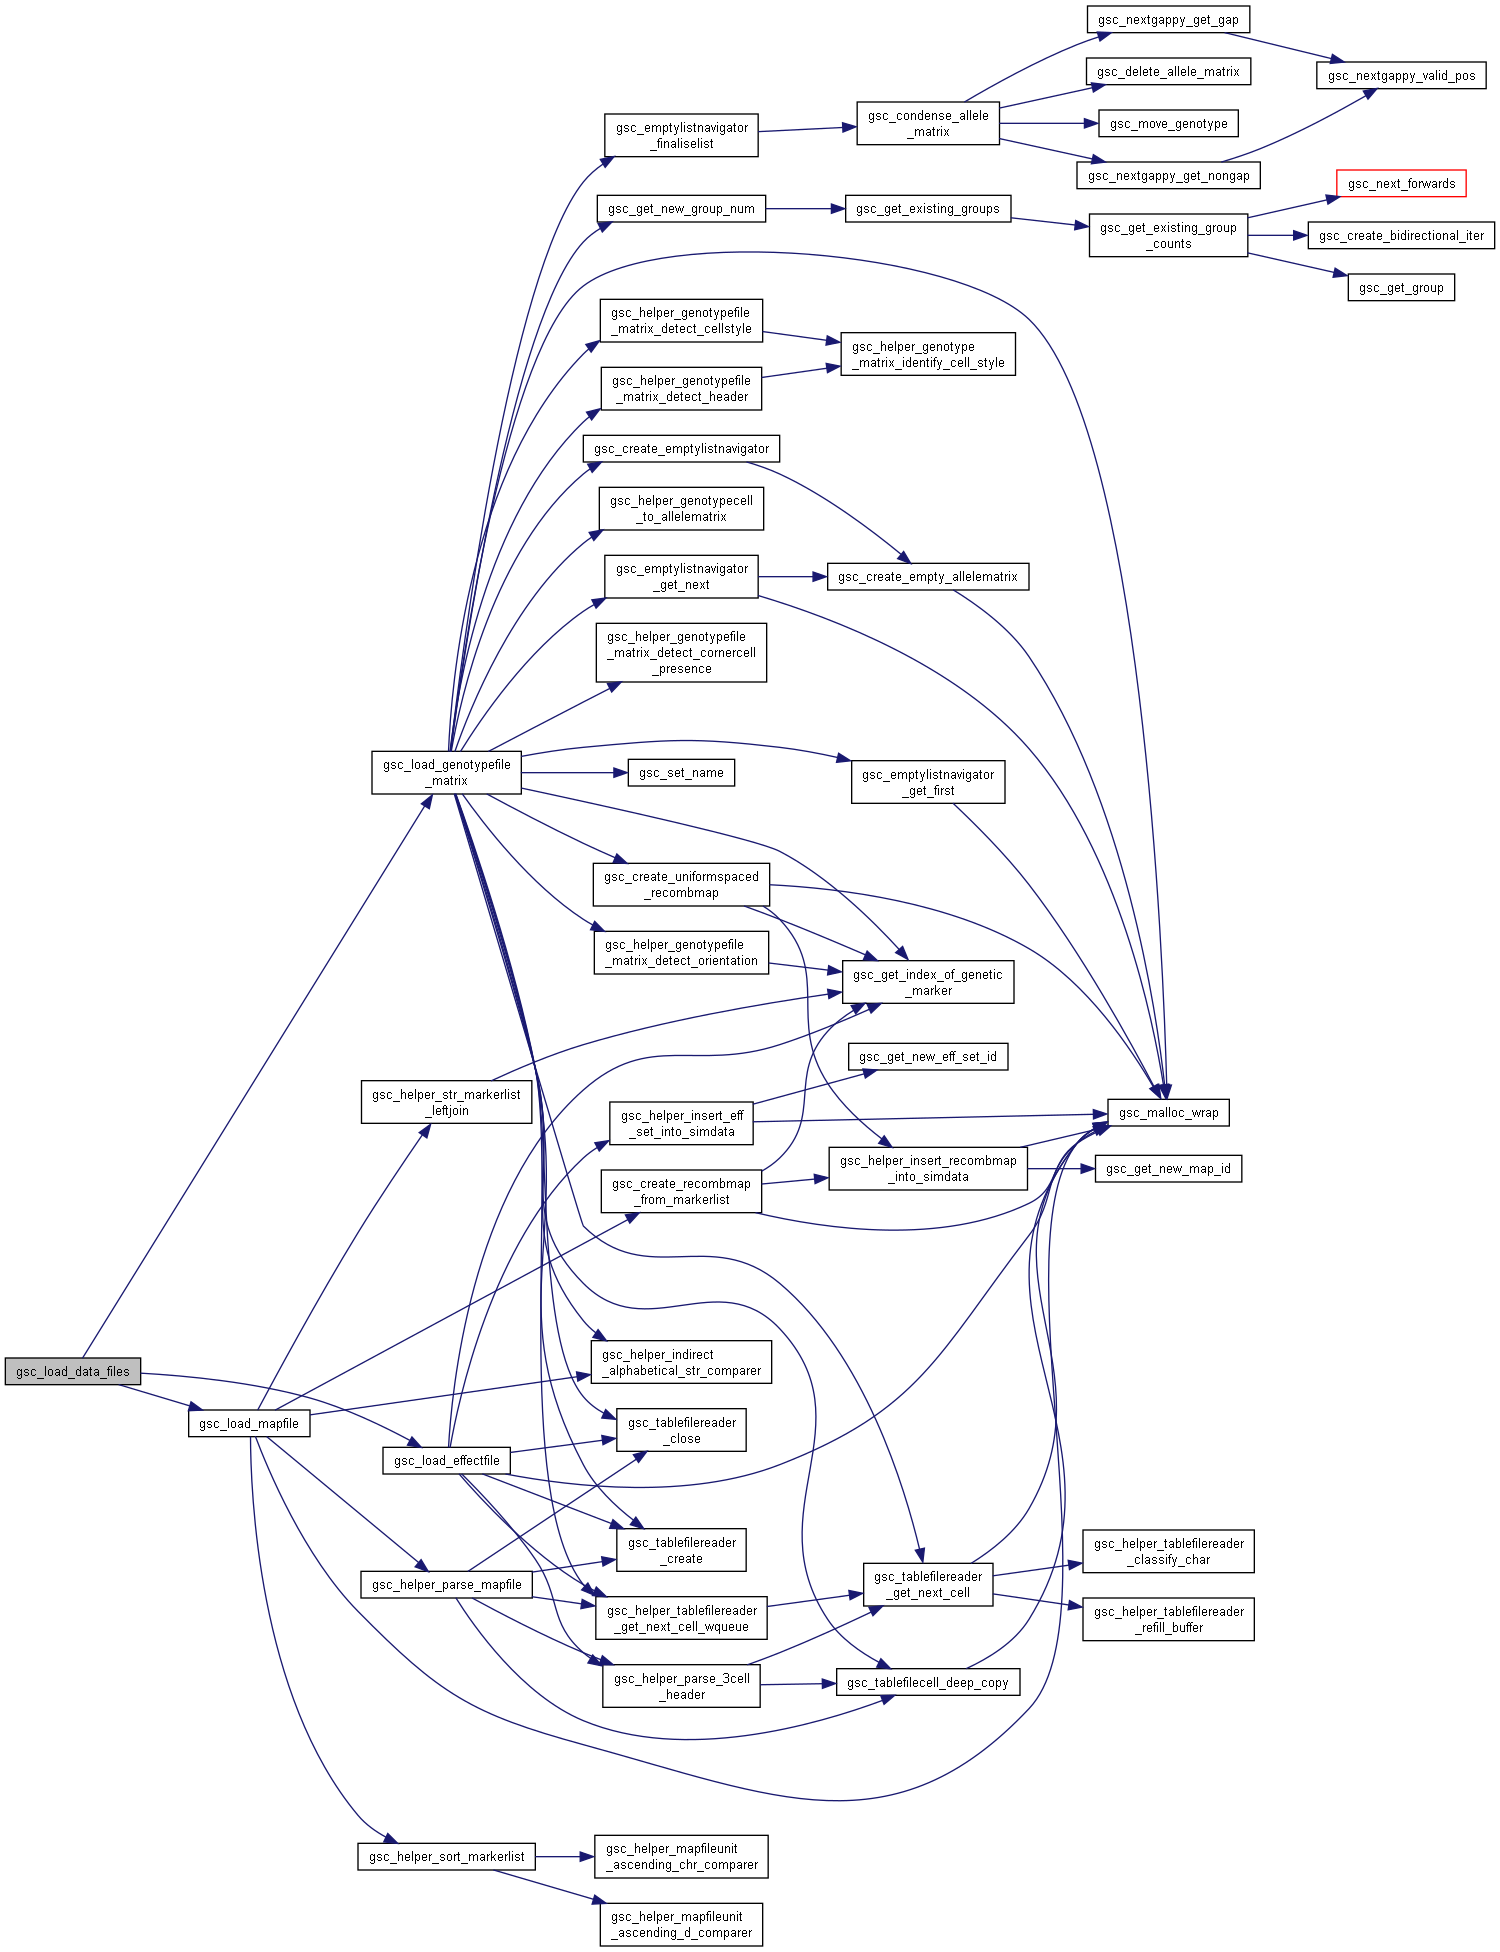 gsc_nextgappy_get_gap
gsc_delete_allele_matrix
gsc_nextgappy_valid_pos
gsc_emptylistnavigator
_finaliselist
gsc_condense_allele
_matrix
gsc_move_genotype
gsc_nextgappy_get_nongap
gsc_next_forwards
gsc_get_new_group_num
gsc_get_existing_groups
gsc_get_existing_group
_counts
gsc_create_bidirectional_iter
gsc_get_group
gsc_helper_genotypefile
_matrix_detect_cellstyle
gsc_helper_genotype
_matrix_identify_cell_style
gsc_helper_genotypefile
_matrix_detect_header
gsc_create_emptylistnavigator
gsc_helper_genotypecell
_to_allelematrix
gsc_emptylistnavigator
_get_next
gsc_create_empty_allelematrix
gsc_helper_genotypefile
_matrix_detect_cornercell
_presence
gsc_load_genotypefile
_matrix
gsc_set_name
gsc_emptylistnavigator
_get_first
gsc_create_uniformspaced
_recombmap
gsc_helper_genotypefile
_matrix_detect_orientation
gsc_get_index_of_genetic
_marker
gsc_get_new_eff_set_id
gsc_helper_str_markerlist
_leftjoin
gsc_helper_insert_eff
_set_into_simdata
gsc_malloc_wrap
gsc_helper_insert_recombmap
_into_simdata
gsc_get_new_map_id
gsc_create_recombmap
_from_markerlist
gsc_load_data_files
gsc_helper_indirect
_alphabetical_str_comparer
gsc_load_mapfile
gsc_tablefilereader
_close
gsc_load_effectfile
gsc_tablefilereader
_create
gsc_helper_tablefilereader
_classify_char
gsc_helper_parse_mapfile
gsc_tablefilereader
_get_next_cell
gsc_helper_tablefilereader
_get_next_cell_wqueue
gsc_helper_tablefilereader
_refill_buffer
gsc_helper_parse_3cell
_header
gsc_tablefilecell_deep_copy
gsc_helper_sort_markerlist
gsc_helper_mapfileunit
_ascending_chr_comparer
gsc_helper_mapfileunit
_ascending_d_comparer